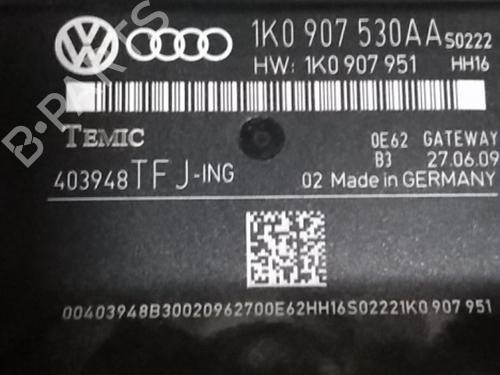 1K0 907 530AA S0222
HW: 1K0 907 951 HH16
TEMIC
0E62 GATEWAY
B3 27.06.09
403948TFJ-ING
02 Made in GERMANY
00403948B30020962700E62HH16S02221K0 907 951
B-PARTS